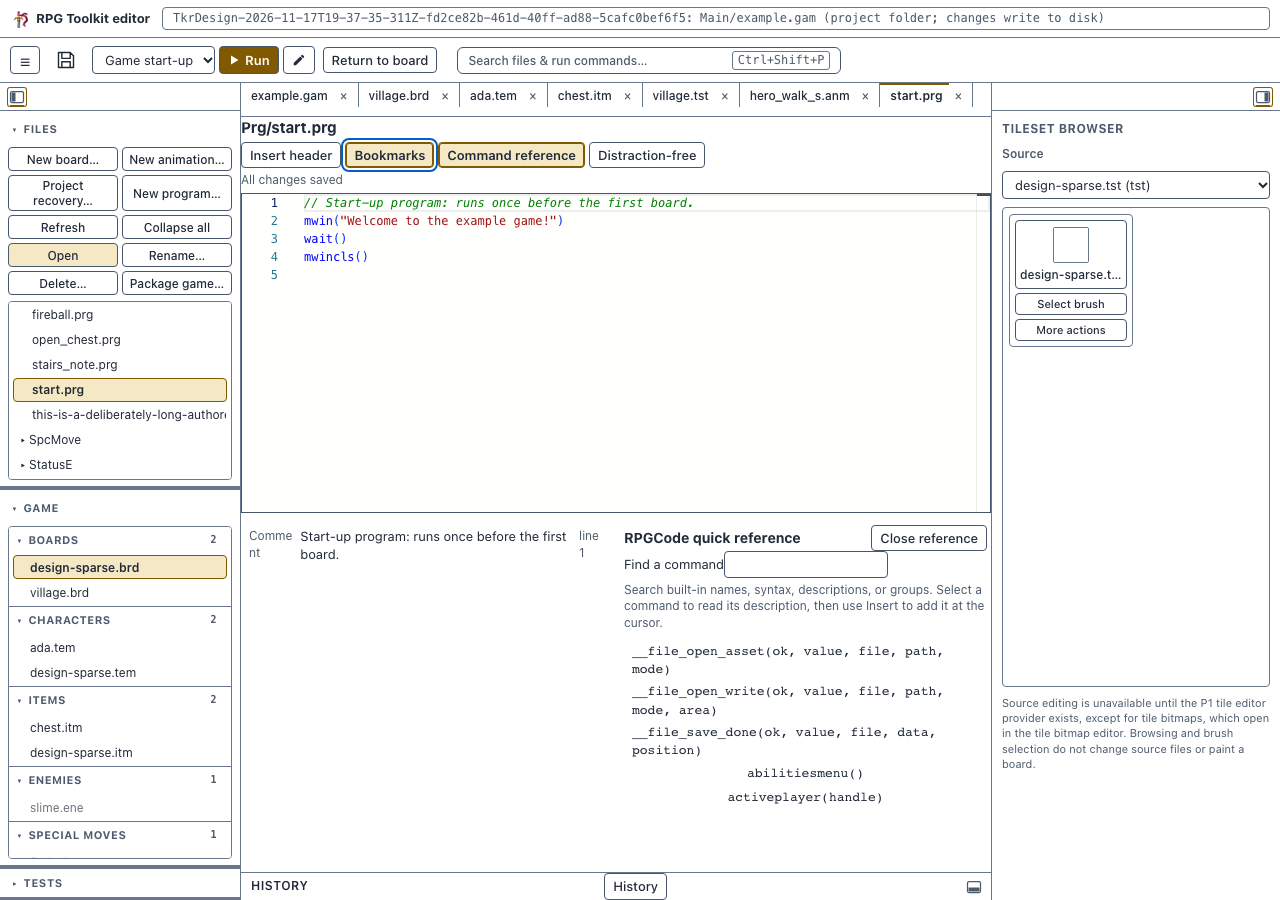 RPG Toolkit editor
TkrDesign-2026-11-17T19-37-35-311Z-fd2ce82b-461d-40ff-ad88-5cafc0bef6f5: Main/example.gam (project folder; changes write to disk)
Game start-up
Run
Return to board
Search files & run commands...
Ctrl+Shift+P
FILES
New board...
New animation...
Project recovery...
New program...
Refresh
Collapse all
Open
Rename...
Delete...
Package game...
fireball.prg
open_chest.prg
stairs_note.prg
start.prg
this-is-a-deliberately-long-author
SpcMove
StatusE
GAME
BOARDS 2
design-sparse.brd
village.brd
CHARACTERS 2
ada.tem
design-sparse.tem
ITEMS 2
chest.itm
design-sparse.itm
ENEMIES 1
slime.ene
SPECIAL MOVES 1
TESTS
example.gam ×
village.brd ×
ada.tem ×
chest.itm ×
village.tst ×
hero_walk_s.anm ×
start.prg ×
Prg/start.prg
Insert header
Bookmarks
Command reference
Distraction-free
All changes saved
1 // Start-up program: runs once before the first board.
2 mwin("Welcome to the example game!")
3 wait()
4 mwincls()
5
Comme
nt
Start-up program: runs once before the first
board.
line
1
RPGCode quick reference
Close reference
Find a command
Search built-in names, syntax, descriptions, or groups. Select a
command to read its description, then use Insert to add it at the
cursor.
__file_open_asset(ok, value, file, path,
mode)
__file_open_write(ok, value, file, path,
mode, area)
__file_save_done(ok, value, file, data,
position)
abilitiesmenu()
activeplayer(handle)
HISTORY
History
TILESET BROWSER
Source
design-sparse.tst (tst)
design-sparse.t...
Select brush
More actions
Source editing is unavailable until the P1 tile editor
provider exists, except for tile bitmaps, which open
in the tile bitmap editor. Browsing and brush
selection do not change source files or paint a
board.